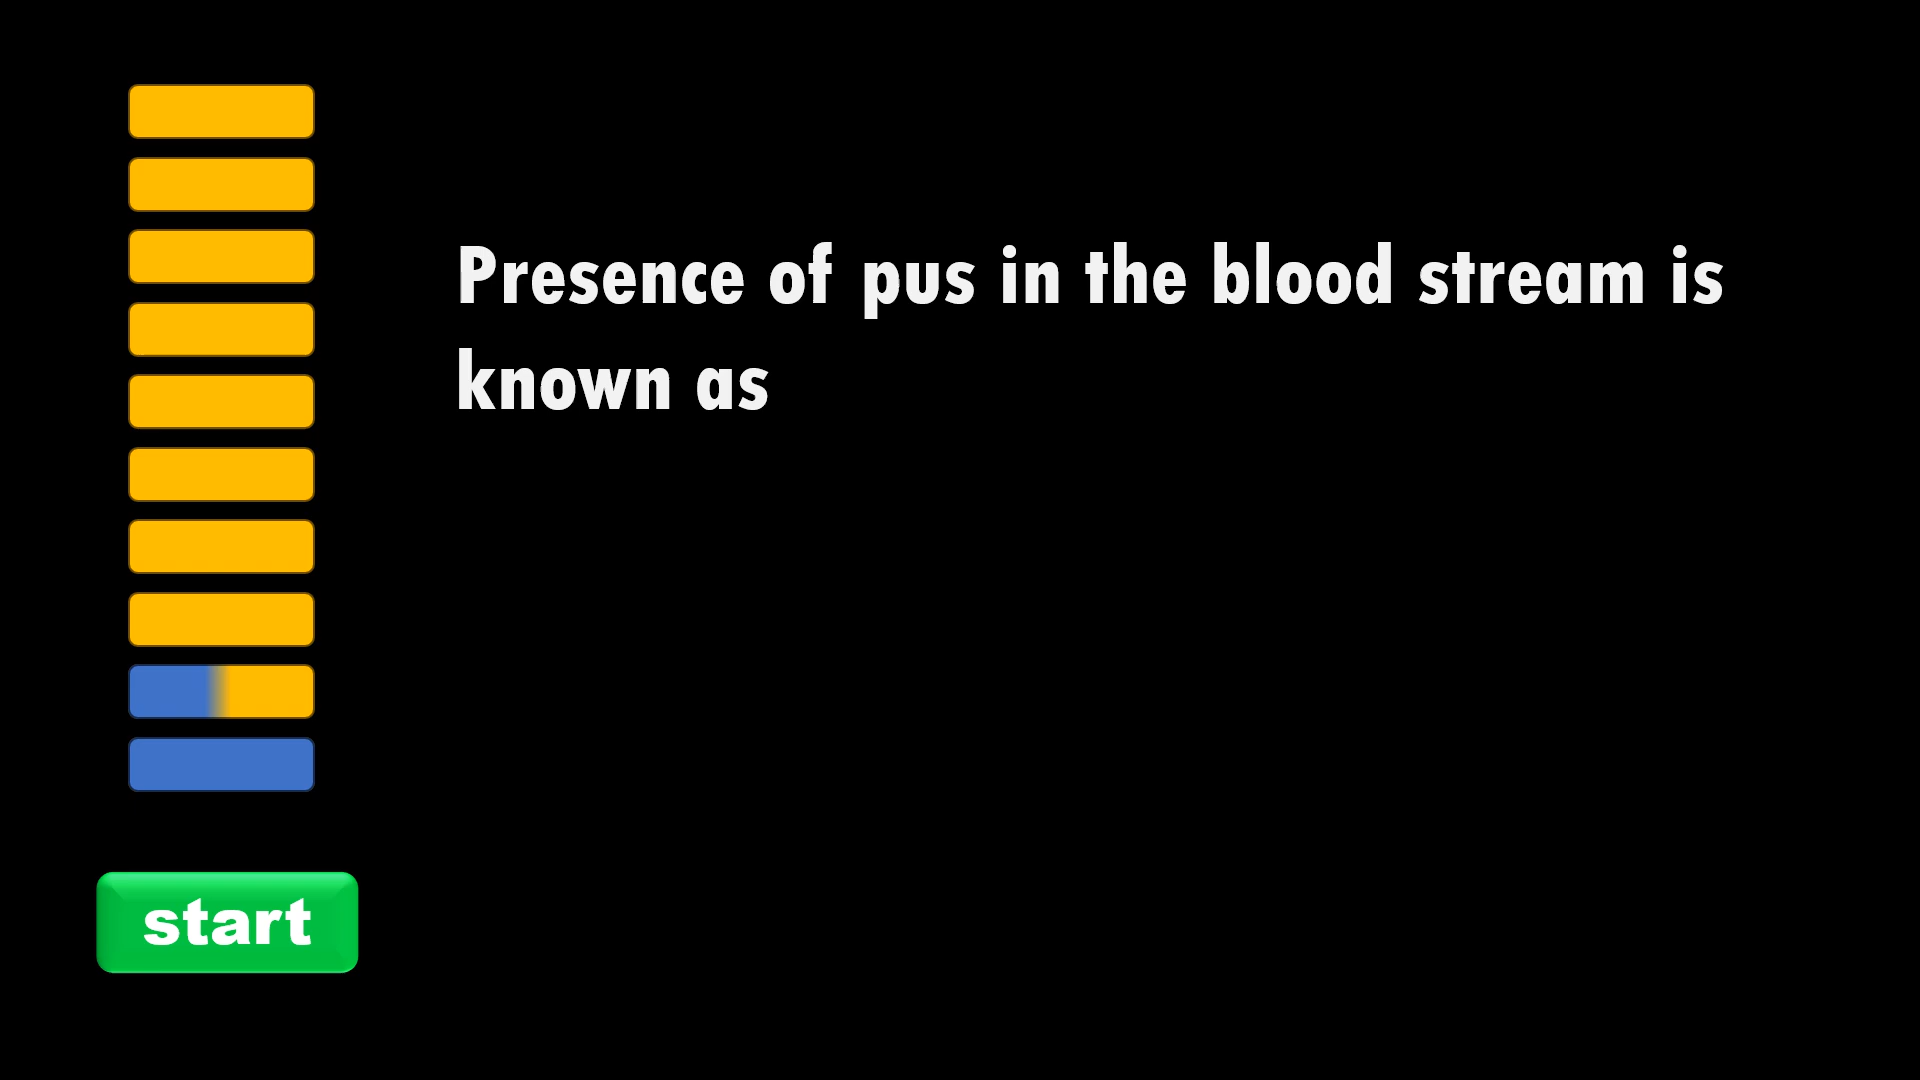 Presence of pus in the blood stream is
known as
start